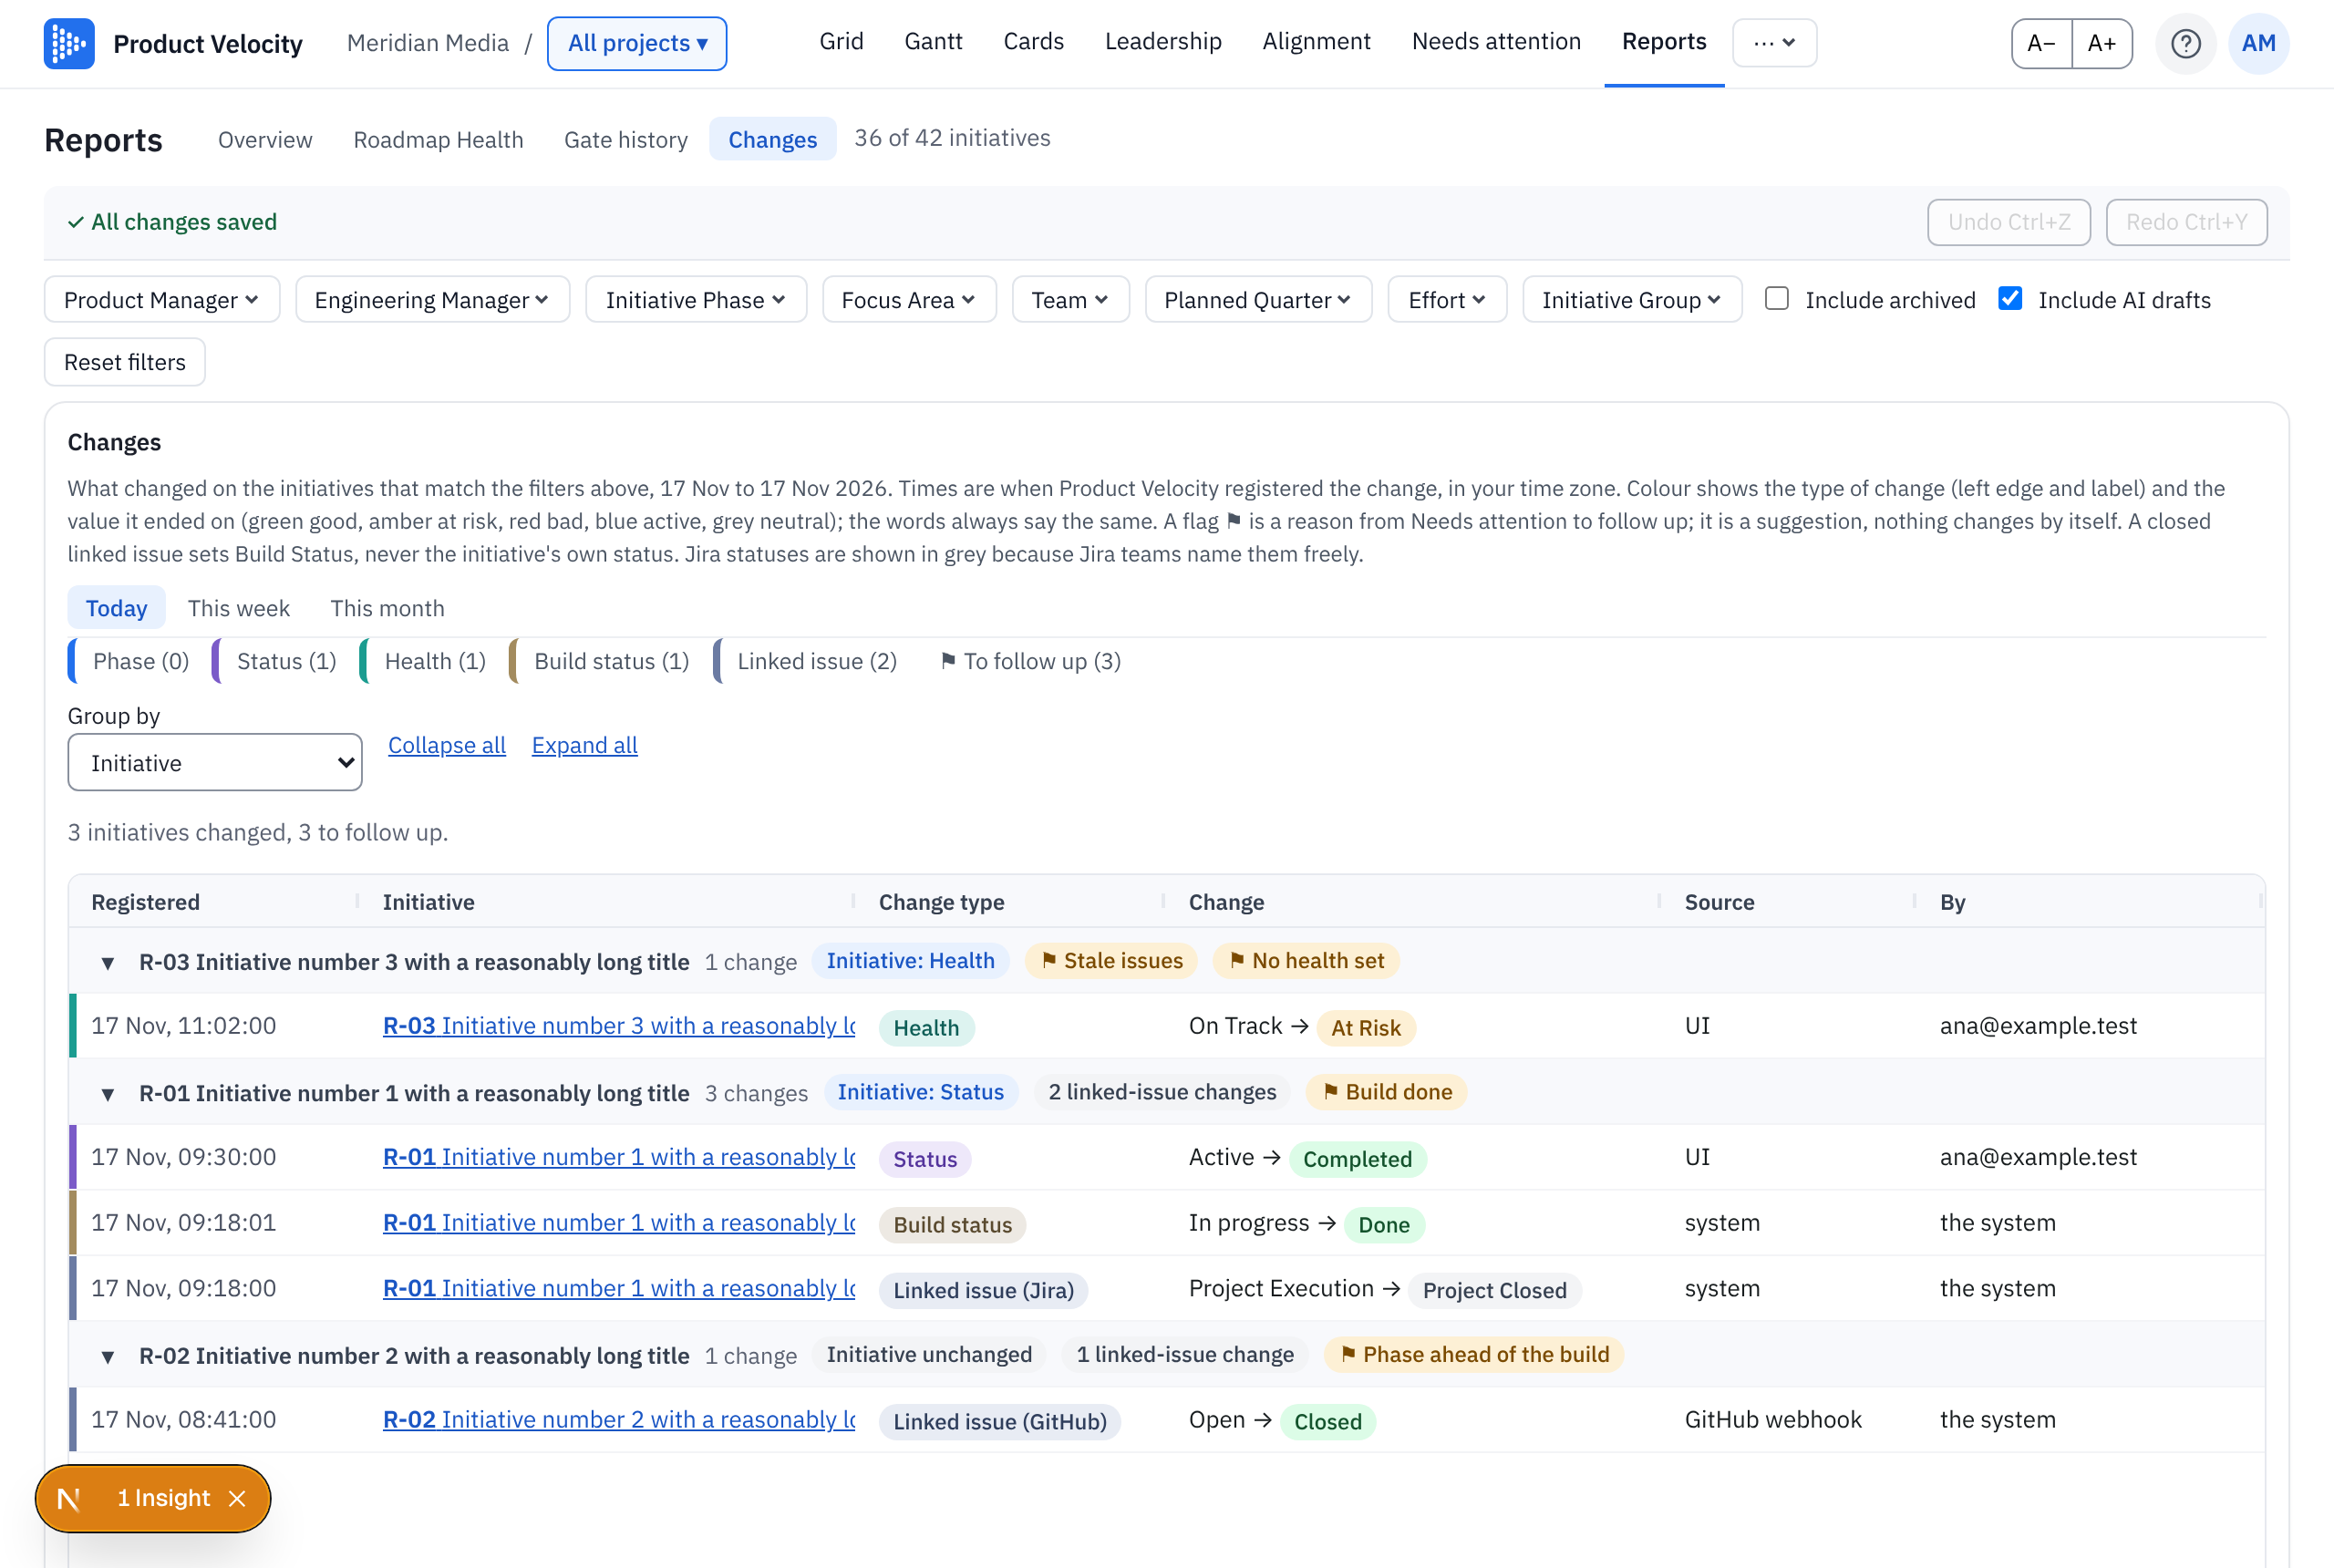 Product Velocity Meridian Media / All projects ▾ Grid Gantt Cards Leadership Alignment Needs attention Reports ··· A− A+ ? AM
Reports Overview Roadmap Health Gate history Changes 36 of 42 initiatives
✓ All changes saved Undo Ctrl+Z Redo Ctrl+Y
Product Manager Engineering Manager Initiative Phase Focus Area Team Planned Quarter Effort Initiative Group Include archived Include AI drafts
Reset filters
Changes
What changed on the initiatives that match the filters above, 17 Nov to 17 Nov 2026. Times are when Product Velocity registered the change, in your time zone. Colour shows the type of change (left edge and label) and the
value it ended on (green good, amber at risk, red bad, blue active, grey neutral); the words always say the same. A flag ⚑ is a reason from Needs attention to follow up; it is a suggestion, nothing changes by itself. A closed
linked issue sets Build Status, never the initiative's own status. Jira statuses are shown in grey because Jira teams name them freely.
Today This week This month
Phase (0) Status (1) Health (1) Build status (1) Linked issue (2) ⚑ To follow up (3)
Group by
Initiative Collapse all Expand all
3 initiatives changed, 3 to follow up.
Registered Initiative Change type Change Source By
▼ R-03 Initiative number 3 with a reasonably long title 1 change Initiative: Health ⚑ Stale issues ⚑ No health set
17 Nov, 11:02:00 R-03 Initiative number 3 with a reasonably Health On Track → At Risk UI ana@example.test
▼ R-01 Initiative number 1 with a reasonably long title 3 changes Initiative: Status 2 linked-issue changes ⚑ Build done
17 Nov, 09:30:00 R-01 Initiative number 1 with a reasonably Status Active → Completed UI ana@example.test
17 Nov, 09:18:01 R-01 Initiative number 1 with a reasonably Build status In progress → Done system the system
17 Nov, 09:18:00 R-01 Initiative number 1 with a reasonably Linked issue (Jira) Project Execution → Project Closed system the system
▼ R-02 Initiative number 2 with a reasonably long title 1 change Initiative unchanged 1 linked-issue change ⚑ Phase ahead of the build
17 Nov, 08:41:00 R-02 Initiative number 2 with a reasonably Linked issue (GitHub) Open → Closed GitHub webhook the system
N 1 Insight ×